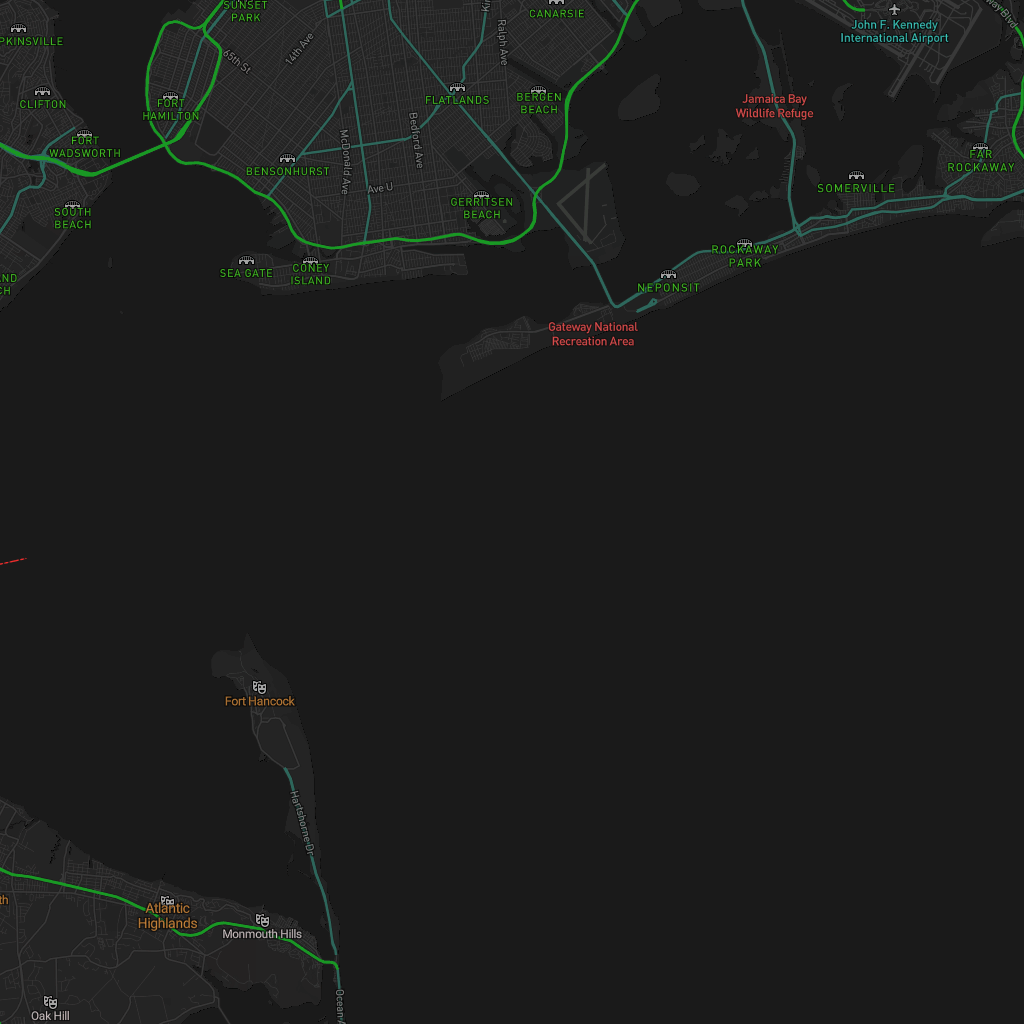 SUNSET
PARK
CANARSIE
John F. Kennedy
International Airport
PKINSVILLE
14th Ave
65th St
Ralph Ave
CLIFTON
FORT
HAMILTON
FLATLANDS
BERGEN
BEACH
Jamaica Bay
Wildlife Refuge
FORT
WADSWORTH
BENSONHURST
McDonald Ave
Bedford Ave
Ave U
FAR
ROCKAWAY
SOMERVILLE
SOUTH
BEACH
GERRITSEN
BEACH
SEA GATE
CONEY
ISLAND
ROCKAWAY
PARK
NEPONSIT
Gateway National
Recreation Area
Fort Hancock
Hartshorne Dr
Atlantic
Highlands
Monmouth Hills
Oak Hill